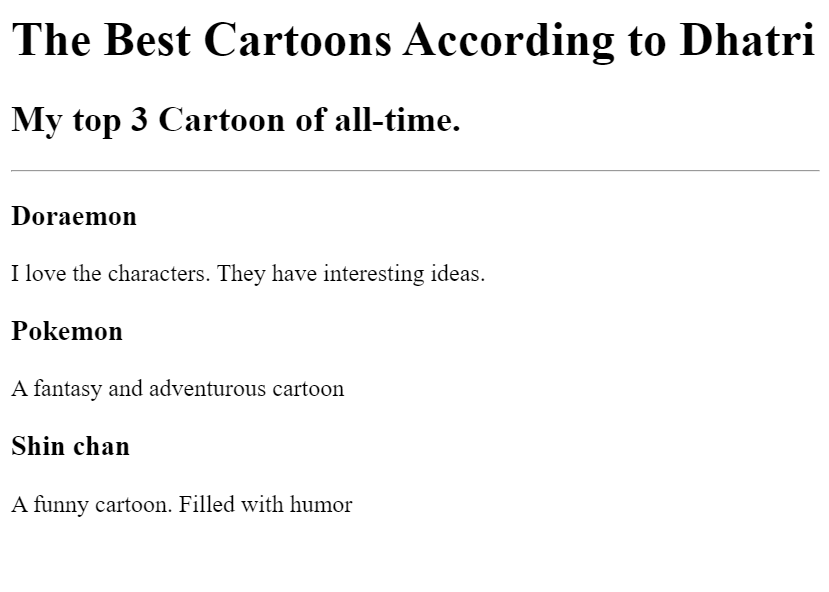 The Best Cartoons According to Dhatri
My top 3 Cartoon of all-time.
Doraemon
I love the characters. They have interesting ideas.
Pokemon
A fantasy and adventurous cartoon
Shin chan
A funny cartoon. Filled with humor